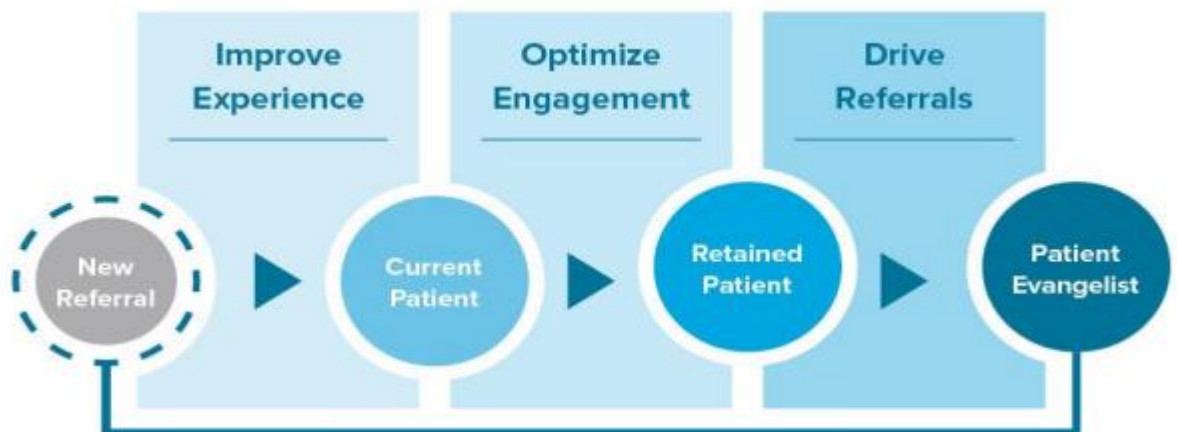 Improve
Experience
Optimize
Engagement
Drive
Referrals
New
Referral
Current
Patient
Retained
Patient
Patient
Evangelist